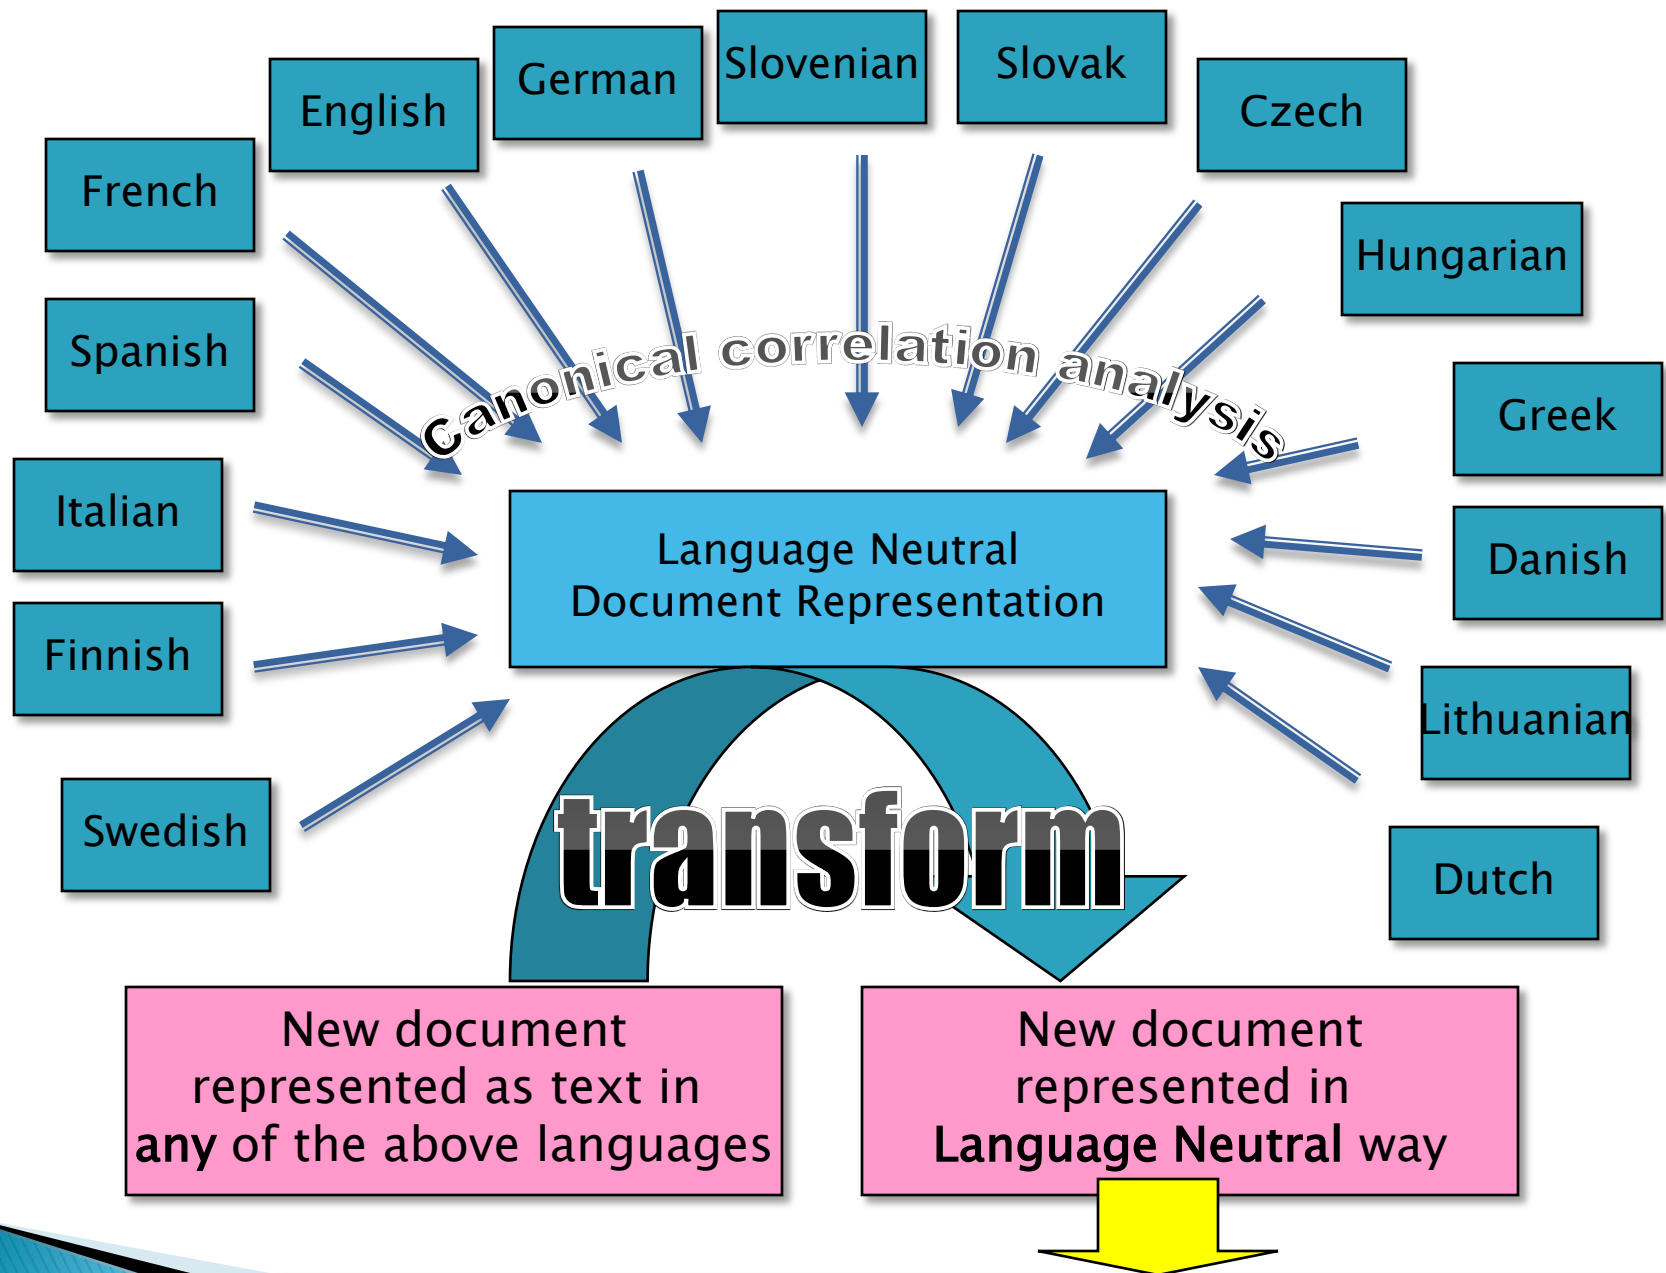 Slovenian
Slovak
German
English
Czech
French
Hungarian
Spanish
Canonical correlation analysis
Greek
Italian
Language Neutral
Document Representation
Danish
Finnish
Lithuanian
Swedish
transform
Dutch
New document
represented as text in
any of the above languages
New document
represented in
Language Neutral way